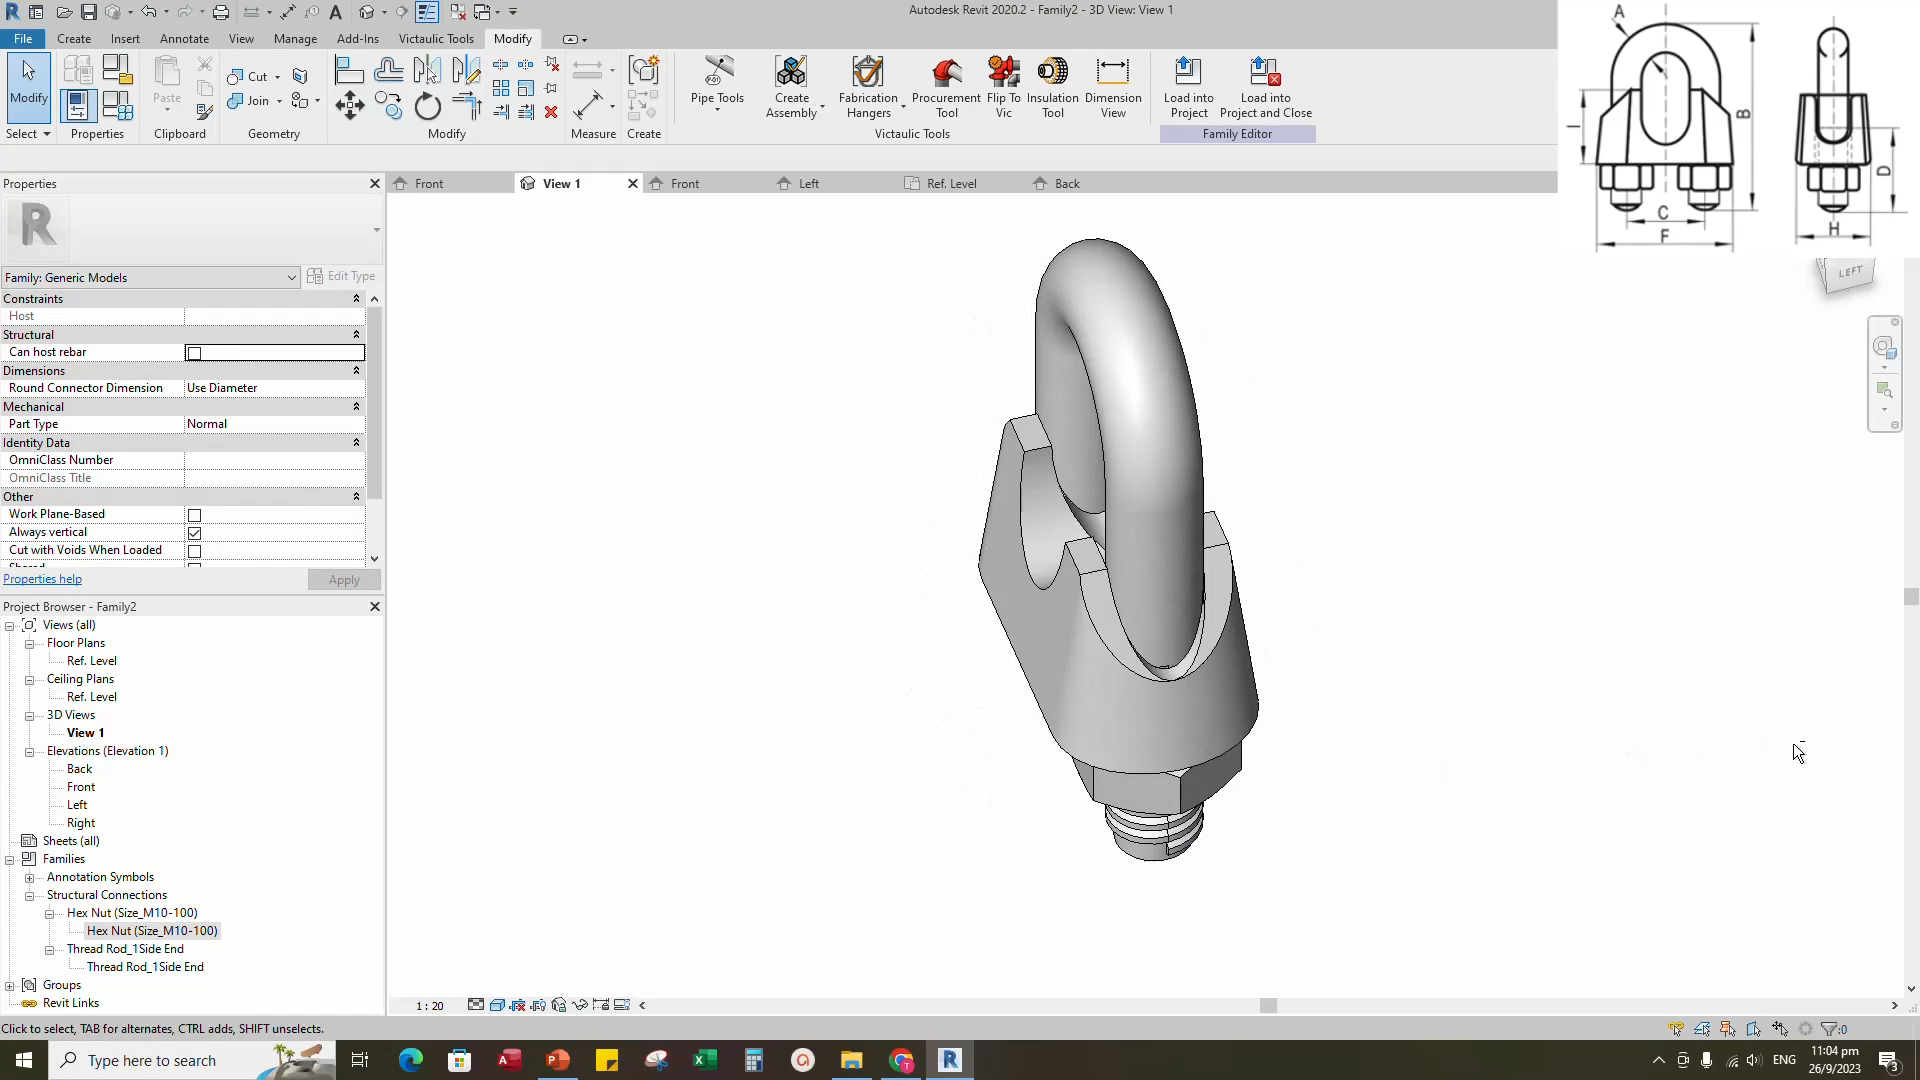 Autodesk Revit 2020.2 - Family2 - 3D View: View 1
File Create Insert Annotate View Manage Add-Ins Victaulic Tools Modify
Modify
Paste
Cut
Join
Pipe Tools
Create Assembly
Fabrication Hangers
Procurement Tool
Flip To Vic
Insulation Tool
Dimension View
Load into Project
Load into Project and Close
Select Properties Clipboard Geometry Modify Measure Create Victaulic Tools Family Editor
Properties
Front View 1 Front Left Ref. Level Back
A
B
I
C
F
D
H
LEFT
Family: Generic Models Edit Type
Constraints
Host
Structural
Can host rebar
Dimensions
Round Connector Dimension Use Diameter
Mechanical
Part Type Normal
Identity Data
OmniClass Number
OmniClass Title
Other
Work Plane-Based
Always vertical
Cut with Voids When Loaded
Shared
Properties help Apply
Project Browser - Family2
Views (all)
Floor Plans
Ref. Level
Ceiling Plans
Ref. Level
3D Views
View 1
Elevations (Elevation 1)
Back
Front
Left
Right
Sheets (all)
Families
Annotation Symbols
Structural Connections
Hex Nut (Size_M10-100)
Hex Nut (Size_M10-100)
Thread Rod_1Side End
Thread Rod_1Side End
Groups
Revit Links
1 : 20
Click to select, TAB for alternates, CTRL adds, SHIFT unselects.
:0
Type here to search
ENG
11:04 pm
26/9/2023
3